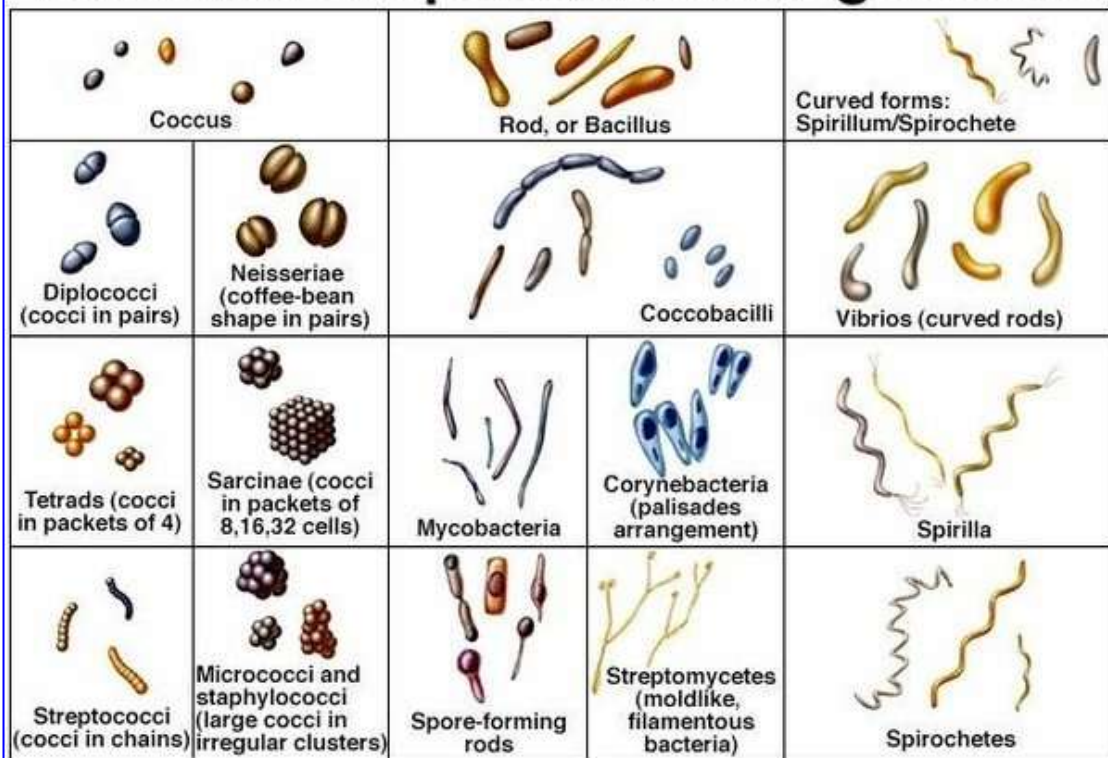 Coccus
Rod, or Bacillus
Curved forms:
Spirillum/Spirochete
Diplococci
(cocci in pairs)
Neisseriae
(coffee-bean
shape in pairs)
Coccobacilli
Vibrios (curved rods)
Tetrads (cocci
in packets of 4)
Sarcinae (cocci
in packets of
8,16,32 cells)
Mycobacteria
Corynebacteria
(palisades
arrangement)
Spirilla
Streptococci
(cocci in chains)
Micrococci and
staphylococci
(large cocci in
irregular clusters)
Spore-forming
rods
Streptomycetes
(moldlike,
filamentous
bacteria)
Spirochetes